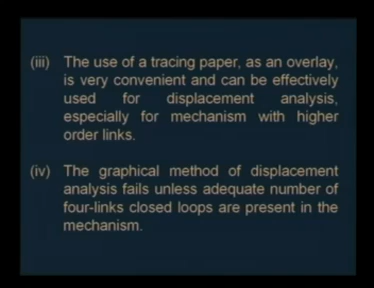 (iii) The use of a tracing paper, as an overlay,
is very convenient and can be effectively
used for displacement analysis,
especially for mechanism with higher
order links.
(iv) The graphical method of displacement
analysis fails unless adequate number of
four-links closed loops are present in the
mechanism.